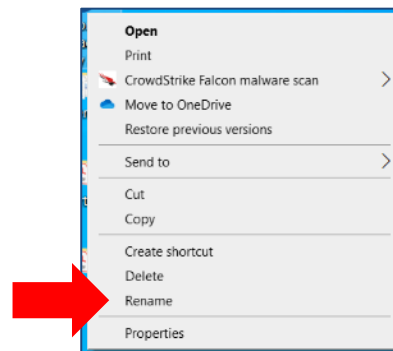 Open
Print
CrowdStrike Falcon malware scan
Move to OneDrive
Restore previous versions
Send to
Cut
Copy
Create shortcut
Delete
Rename
Properties